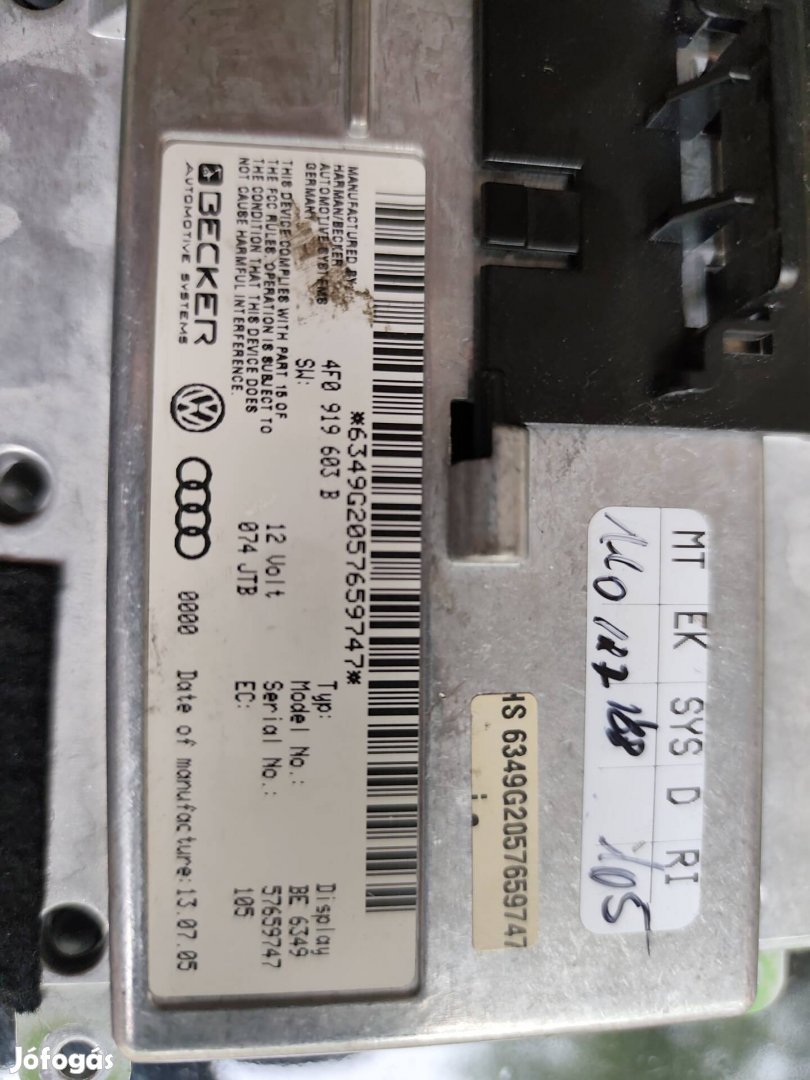 *6349G2057659747*
MANUFACTURED BY
HARMAN/BECKER
AUTOMOTIVE SYSTEMS
GERMANY
THIS DEVICE COMPLIES WITH PART 15 OF
THE FCC RULES. OPERATION IS SUBJECT TO
THE CONDITION THAT THIS DEVICE DOES
NOT CAUSE HARMFUL INTERFERENCE.
BECKER
AUTOMOTIVE SYSTEMS
4F0 919 603 B
SW:
12 Volt
074 JTB
0000
Typ: Display
Model No.: BE 6349
Serial No.: 57659747
EC: 105
Date of manufacture: 13.07.05
MT EK SYS D RI
HS 6349G2057659747
Jófogás